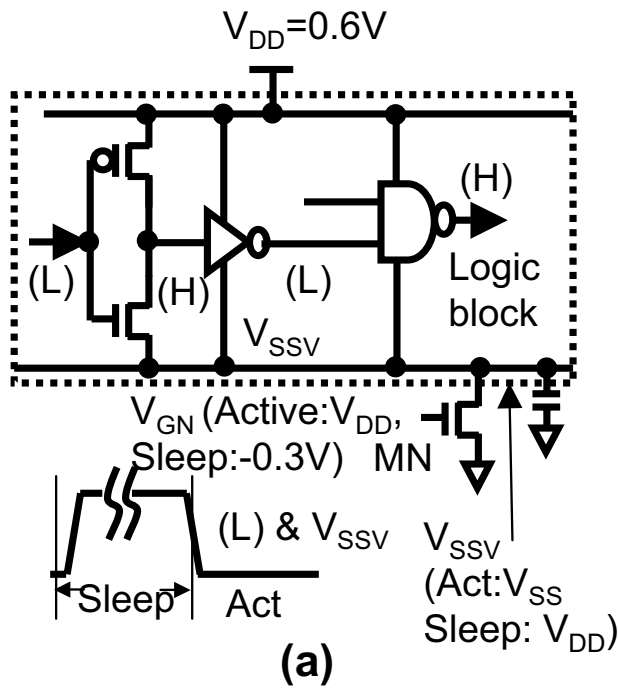 V_DD=0.6V
(L)
(H)
(L)
(H)
Logic
block
V_SSV
V_GN (Active:V_DD,
Sleep:-0.3V)
MN
(L) & V_SSV
Sleep
Act
V_SSV
(Act:V_SS
Sleep: V_DD)
(a)